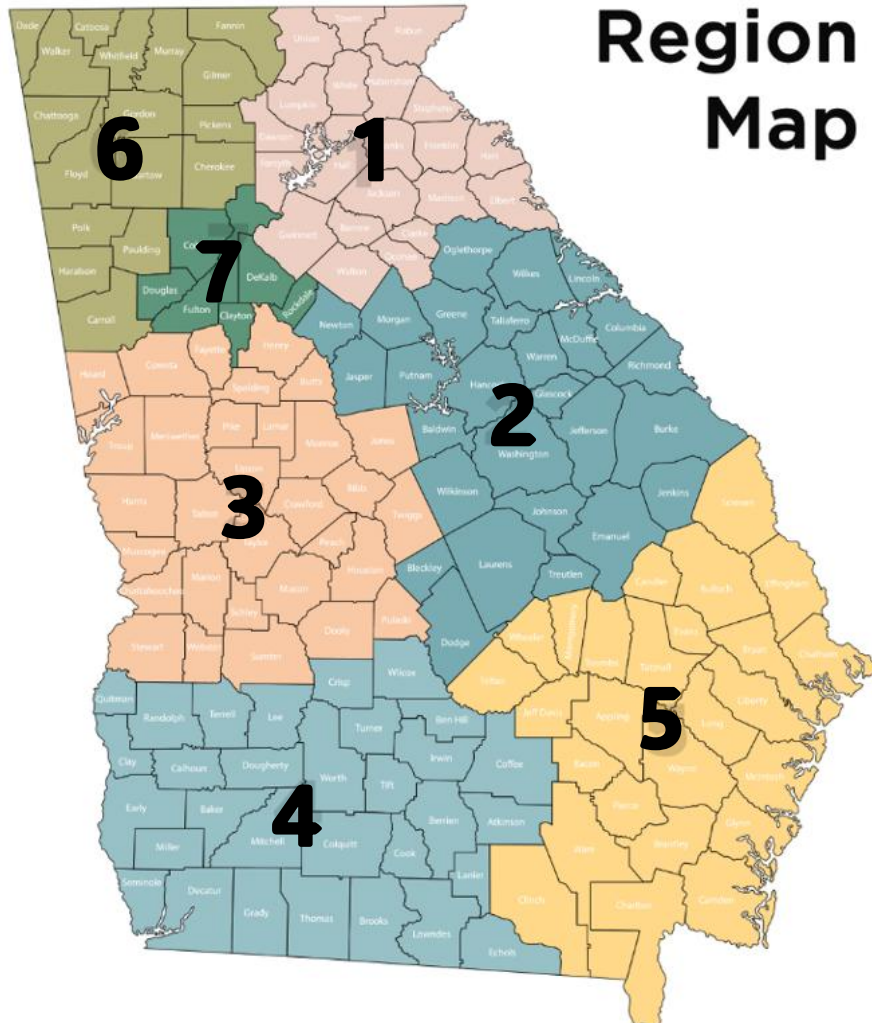 Region
Map
Dade
Catoosa
Fannin
Towns
Rabun
Union
Walker
Whitfield
Murray
Gilmer
White
Habersham
Lumpkin
Stephens
Chattooga
Gordon
Pickens
Dawson
Banks
Franklin
Hart
6
1
Floyd
Bartow
Cherokee
Forsyth
Hall
Jackson
Madison
Elbert
Polk
Paulding
Gwinnett
Barrow
Clarke
Oconee
Oglethorpe
Haralson
7
DeKalb
Walton
Wilkes
Lincoln
Douglas
Fulton
Clayton
Rockdale
Newton
Morgan
Greene
Taliaferro
Columbia
McDuffie
Carroll
Heard
Coweta
Fayette
Henry
Spalding
Butts
Jasper
Putnam
Warren
Richmond
Hancock
Glascock
2
Troup
Meriwether
Pike
Lamar
Monroe
Jones
Baldwin
Washington
Jefferson
Burke
Harris
Talbot
3
Crawford
Bibb
Twiggs
Wilkinson
Johnson
Jenkins
Screven
Muscogee
Taylor
Peach
Houston
Bleckley
Laurens
Treutlen
Emanuel
Candler
Bulloch
Effingham
Chattahoochee
Marion
Schley
Macon
Pulaski
Dooly
Dodge
Stewart
Webster
Sumter
Wheeler
Montgomery
Toombs
Tattnall
Evans
Bryan
Chatham
Quitman
Randolph
Terrell
Lee
Crisp
Wilcox
Telfair
Turner
Ben Hill
Jeff Davis
Appling
5
Long
Liberty
Clay
Calhoun
Dougherty
Worth
Tift
Irwin
Coffee
Bacon
Wayne
McIntosh
Early
Baker
4
Berrien
Atkinson
Pierce
Glynn
Miller
Mitchell
Colquitt
Cook
Ware
Brantley
Seminole
Decatur
Grady
Thomas
Brooks
Lanier
Lowndes
Clinch
Echols
Charlton
Camden